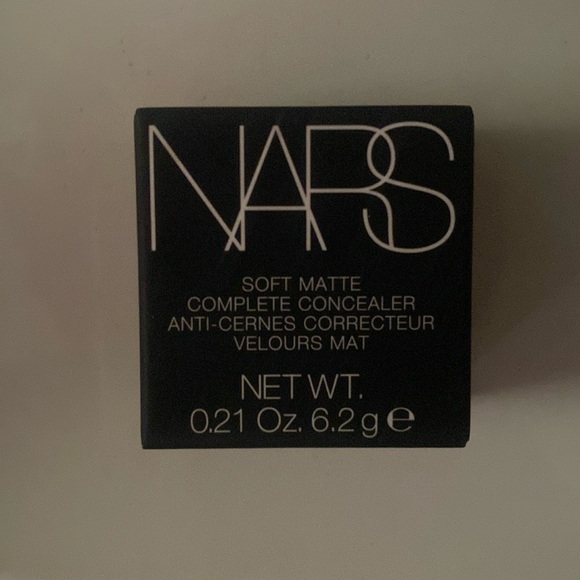 NARS
SOFT MATTE
COMPLETE CONCEALER
ANTI-CERNES CORRECTEUR
VELOURS MAT
NET WT.
0.21 Oz. 6.2 g ℮